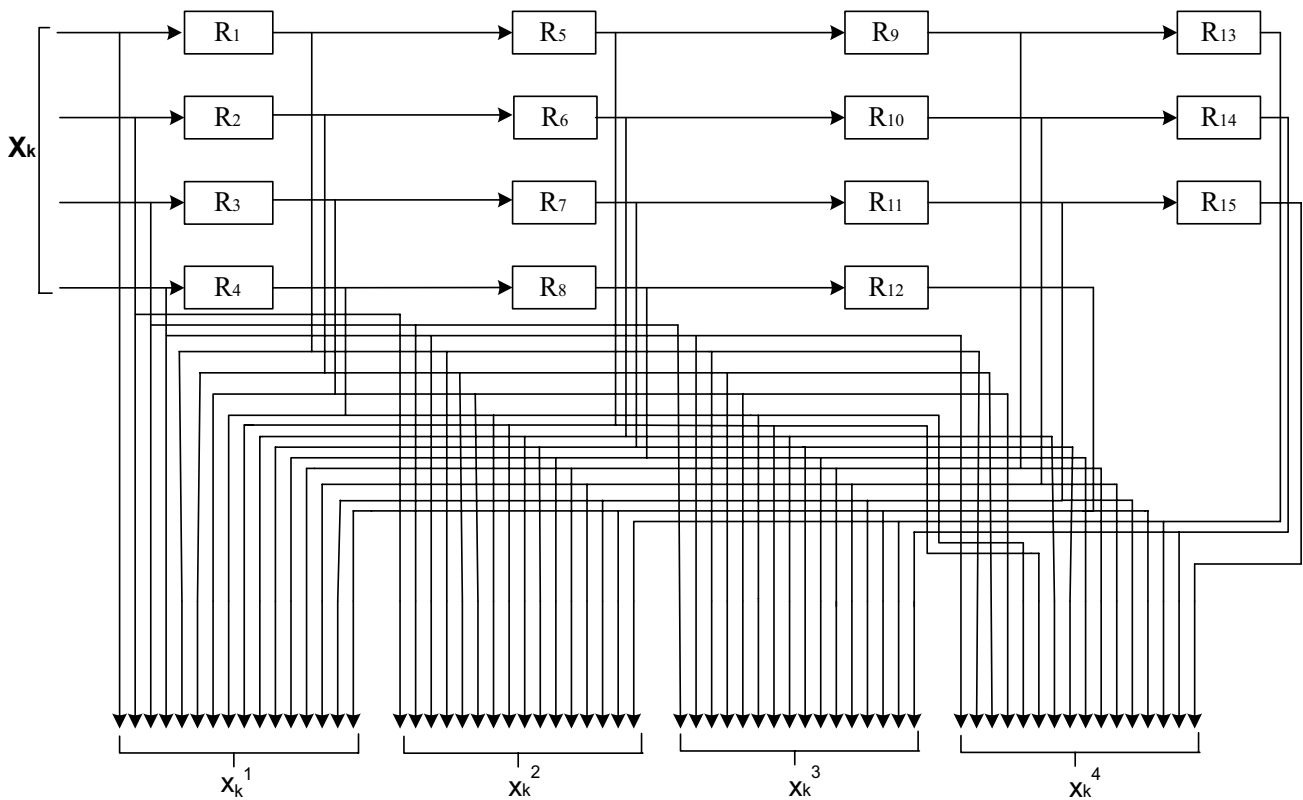 R1 R5 R9 R13
R2 R6 R10 R14
Xk
R3 R7 R11 R15
R4 R8 R12
xk1 xk2 xk3 xk4